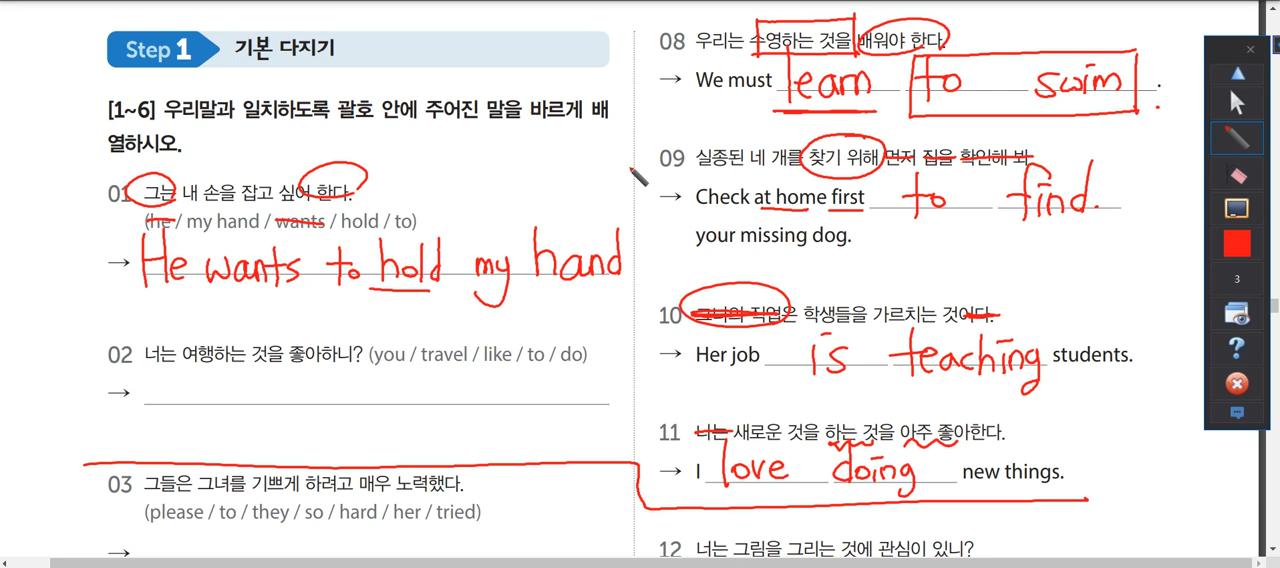 Step 1 기본 다지기
[1~6] 우리말과 일치하도록 괄호 안에 주어진 말을 바르게 배
열하시오.
01 그는 내 손을 잡고 싶어 한다.
(he / my hand / wants / hold / to)
→ He wants to hold my hand
02 너는 여행하는 것을 좋아하니? (you / travel / like / to / do)
→
03 그들은 그녀를 기쁘게 하려고 매우 노력했다.
(please / to / they / so / hard / her / tried)
→
08 우리는 수영하는 것을 배워야 한다.
→ We must learn to swim .
09 실종된 네 개를 찾기 위해 먼저 집을 확인해 봐
→ Check at home first to find.
your missing dog.
10 그녀의 직업은 학생들을 가르치는 것이다.
→ Her job is teaching students.
11 나는 새로운 것을 하는 것을 아주 좋아한다.
→ I love doing new things.
12 너는 그림을 그리는 것에 관심이 있니?
3